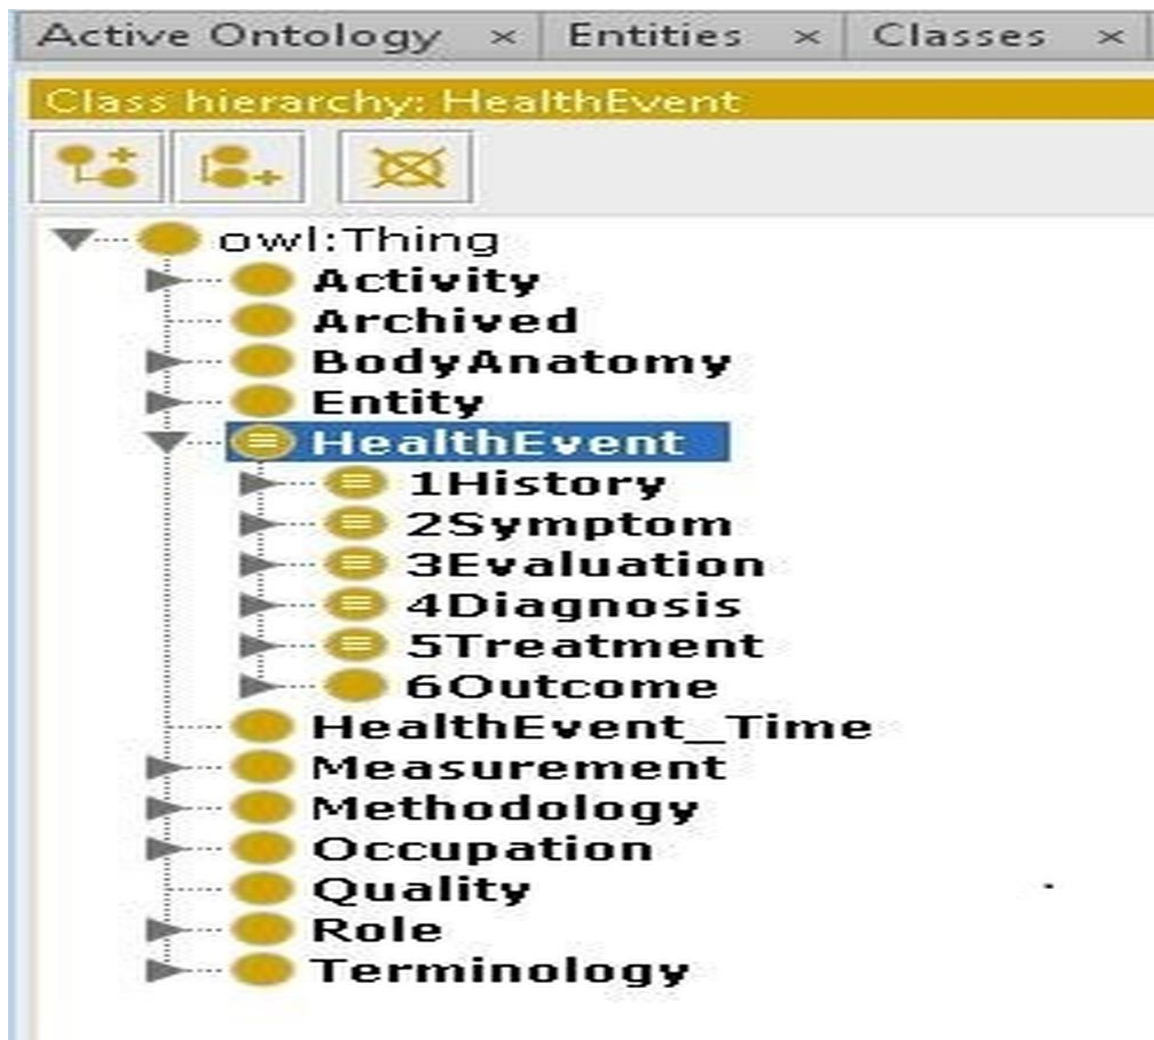 Active Ontology × Entities × Classes ×
Class hierarchy: HealthEvent
owl:Thing
Activity
Archived
BodyAnatomy
Entity
HealthEvent
1History
2Symptom
3Evaluation
4Diagnosis
5Treatment
6Outcome
HealthEvent_Time
Measurement
Methodology
Occupation
Quality
Role
Terminology